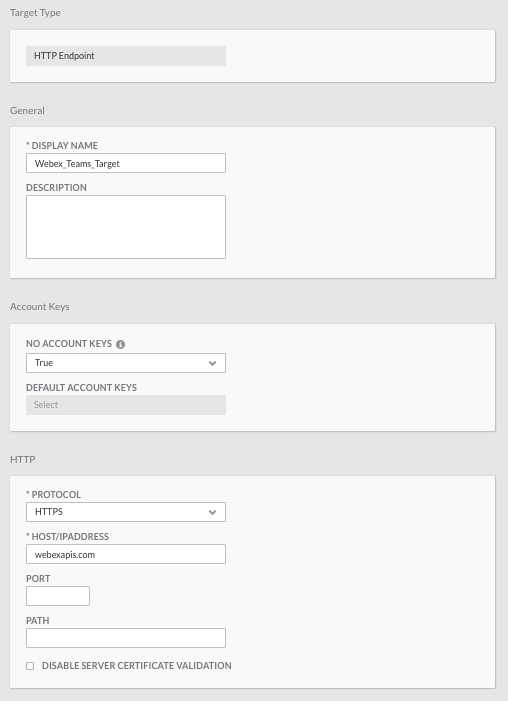 Target Type
HTTP Endpoint
General
* DISPLAY NAME
Webex_Teams_Target
DESCRIPTION
Account Keys
NO ACCOUNT KEYS
True
DEFAULT ACCOUNT KEYS
Select
HTTP
* PROTOCOL
HTTPS
* HOST/IPADDRESS
webexapis.com
PORT
PATH
DISABLE SERVER CERTIFICATE VALIDATION